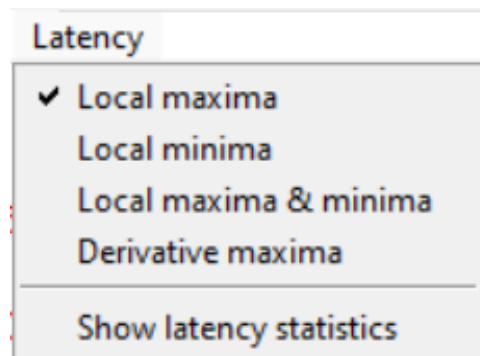 Latency
Local maxima
Local minima
Local maxima & minima
Derivative maxima
Show latency statistics